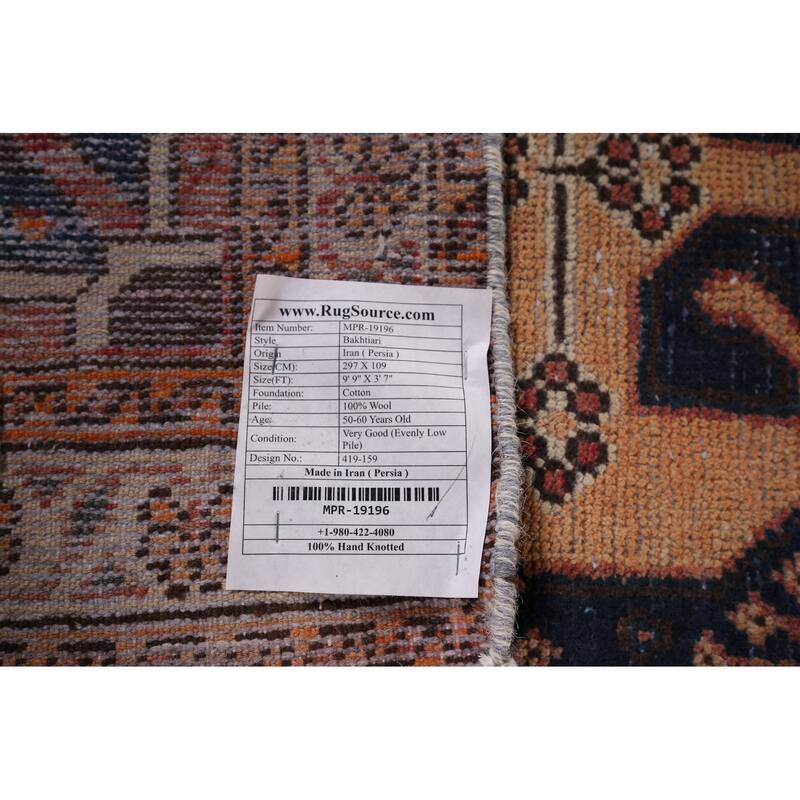 www.RugSource.com
Item Number: MPR-19196
Style Bakhtiari
Origin Iran ( Persia )
Size(CM): 297 X 109
Size(FT): 9' 9" X 3' 7"
Foundation: Cotton
Pile: 100% Wool
Age: 50-60 Years Old
Condition: Very Good (Evenly Low
Pile)
Design No.: 419-159
Made in Iran ( Persia )
MPR-19196
+1-980-422-4080
100% Hand Knotted